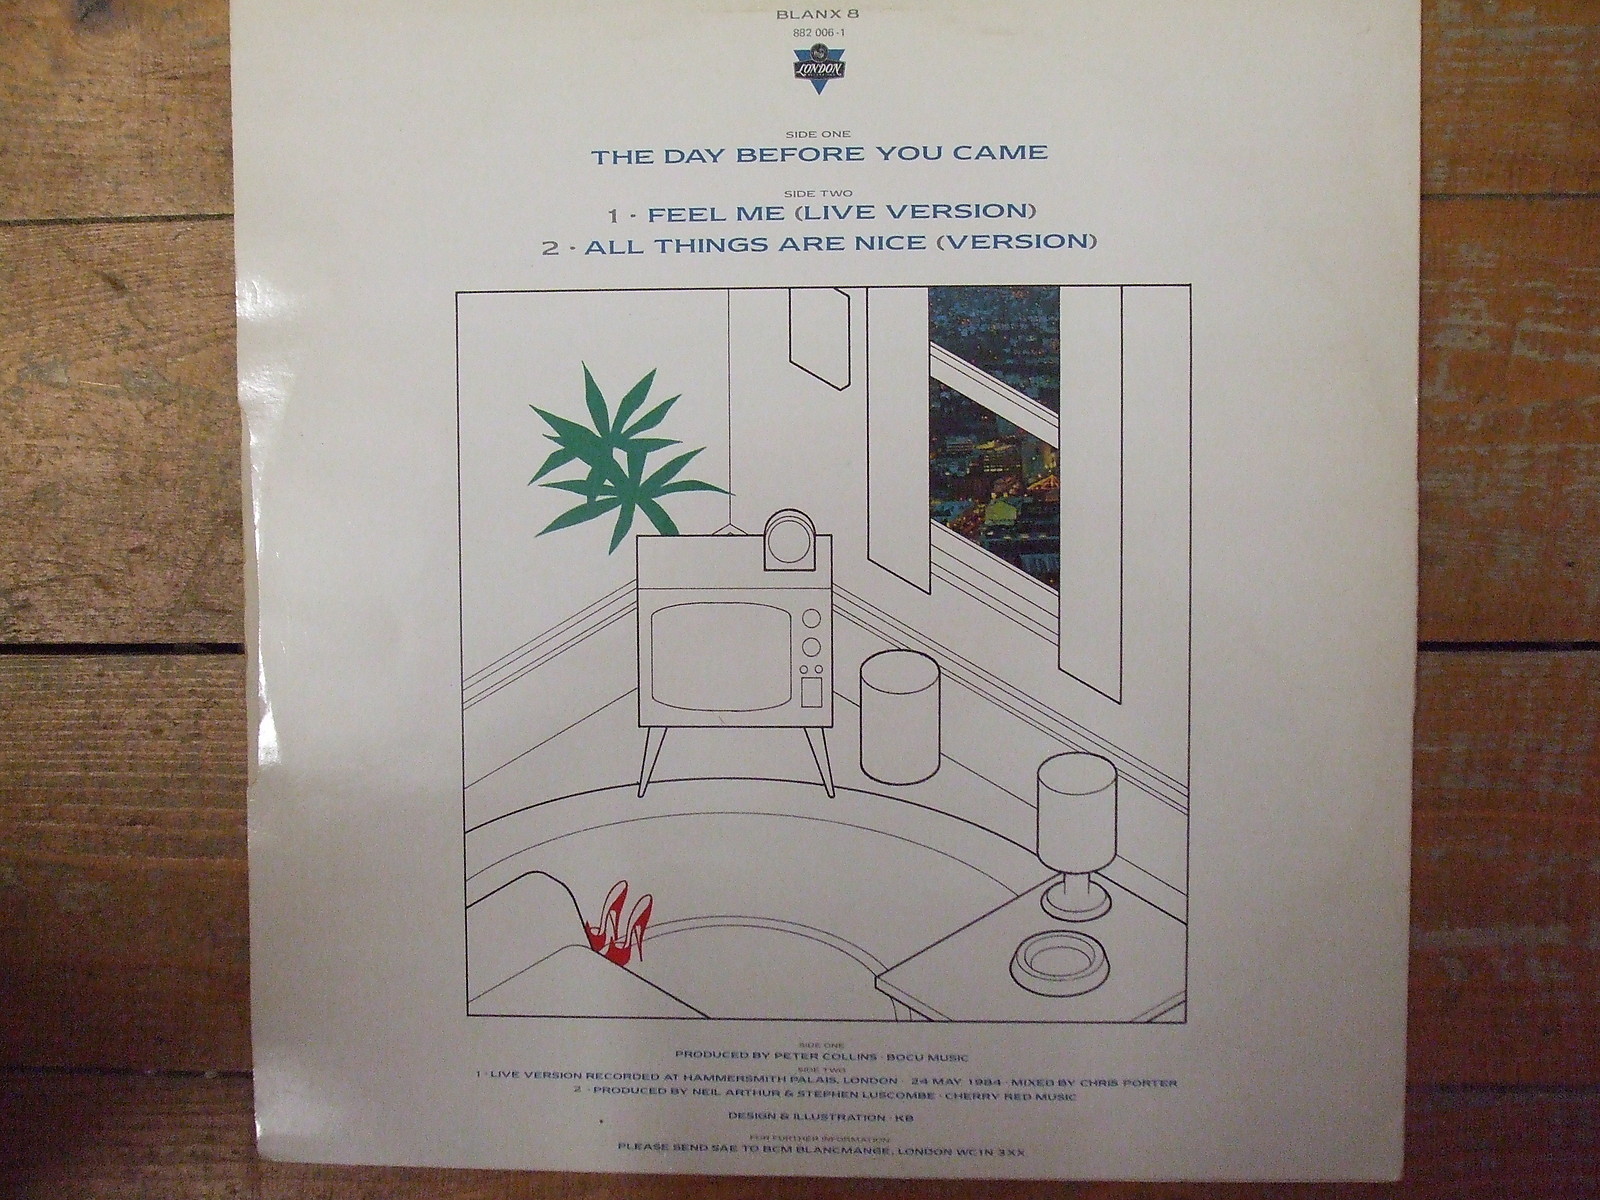 BLANX 8
882 006-1
LONDON
SIDE ONE
THE DAY BEFORE YOU CAME
SIDE TWO
1 · FEEL ME (LIVE VERSION)
2 · ALL THINGS ARE NICE (VERSION)
SIDE ONE
PRODUCED BY PETER COLLINS · BOCU MUSIC
SIDE TWO
1 · LIVE VERSION RECORDED AT HAMMERSMITH PALAIS, LONDON · 24 MAY 1984 · MIXED BY CHRIS PORTER
2 · PRODUCED BY NEIL ARTHUR & STEPHEN LUSCOMBE · CHERRY RED MUSIC
DESIGN & ILLUSTRATION · KB
FOR FURTHER INFORMATION
PLEASE SEND SAE TO BCM BLANCMANGE, LONDON WC1N 3XX